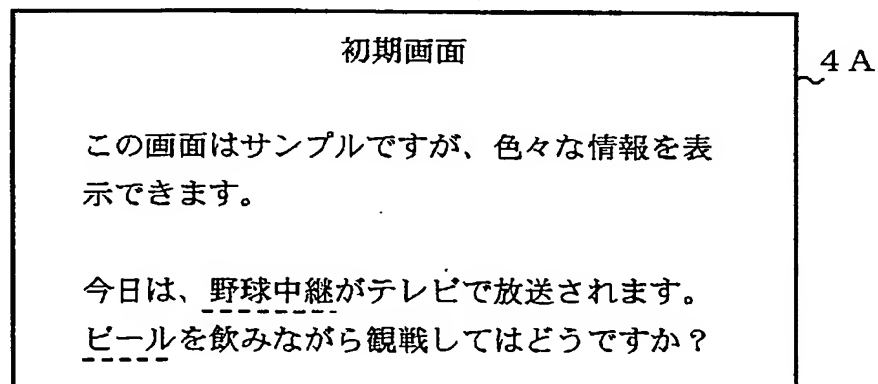 初期画面
4A
この画面はサンプルですが、色々な情報を表
示できます。
今日は、野球中継がテレビで放送されます。
ビールを飲みながら観戦してはどうですか？